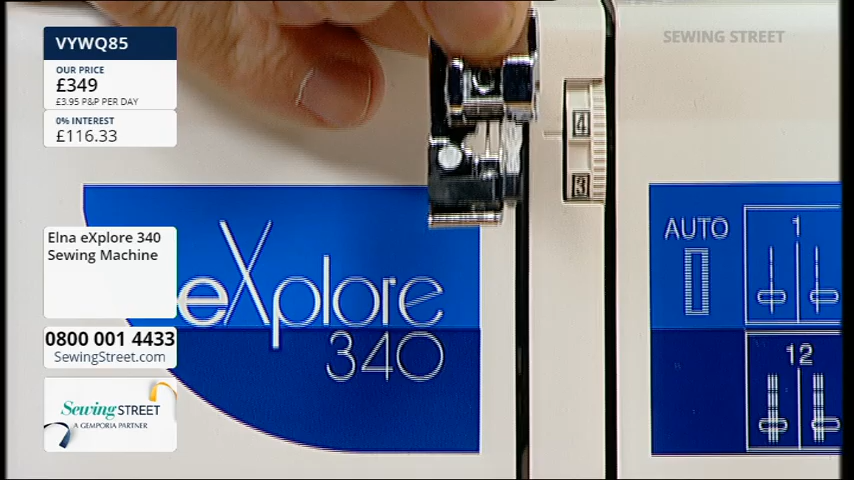 VYWQ85
OUR PRICE
£349
£3.95 P&P PER DAY
0% INTEREST
£116.33
Elna eXplore 340
Sewing Machine
0800 001 4433
SewingStreet.com
Sewing STREET
A GEMPORIA PARTNER
SEWING STREET
4
3
eXplore
340
AUTO
1
12